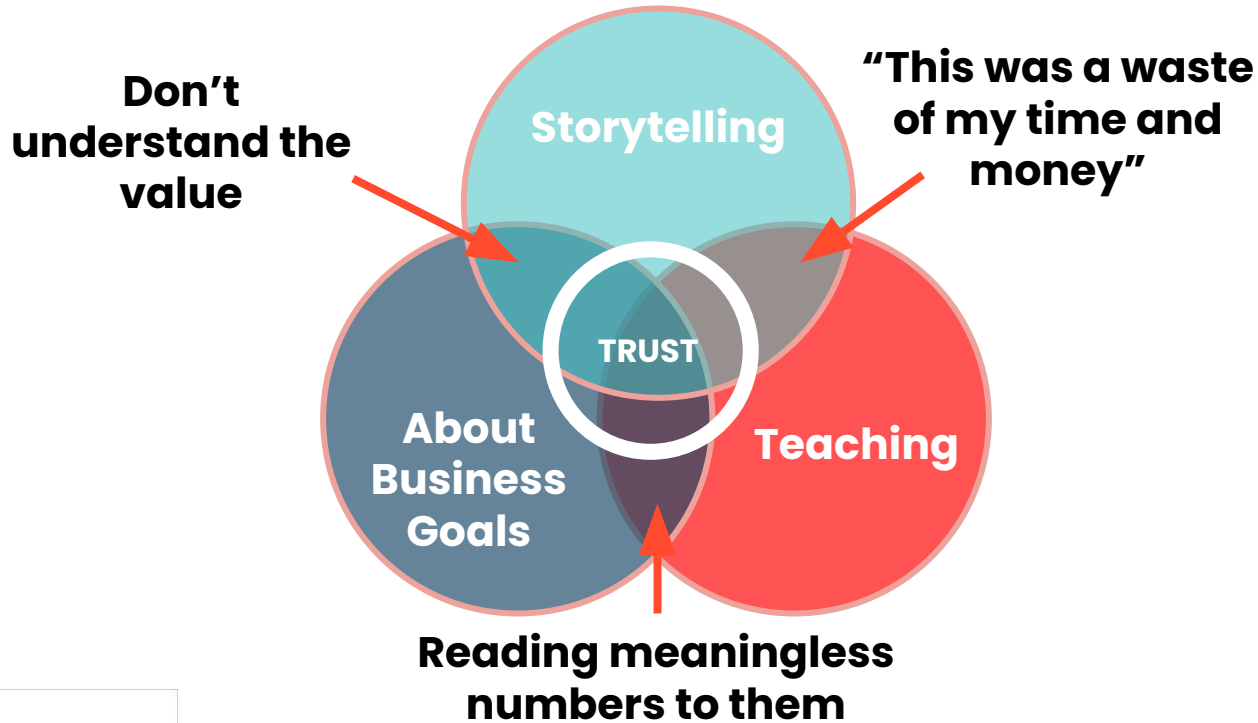 Don’t
understand the
value
Storytelling
“This was a waste
of my time and
money”
TRUST
About
Business
Goals
Teaching
Reading meaningless
numbers to them